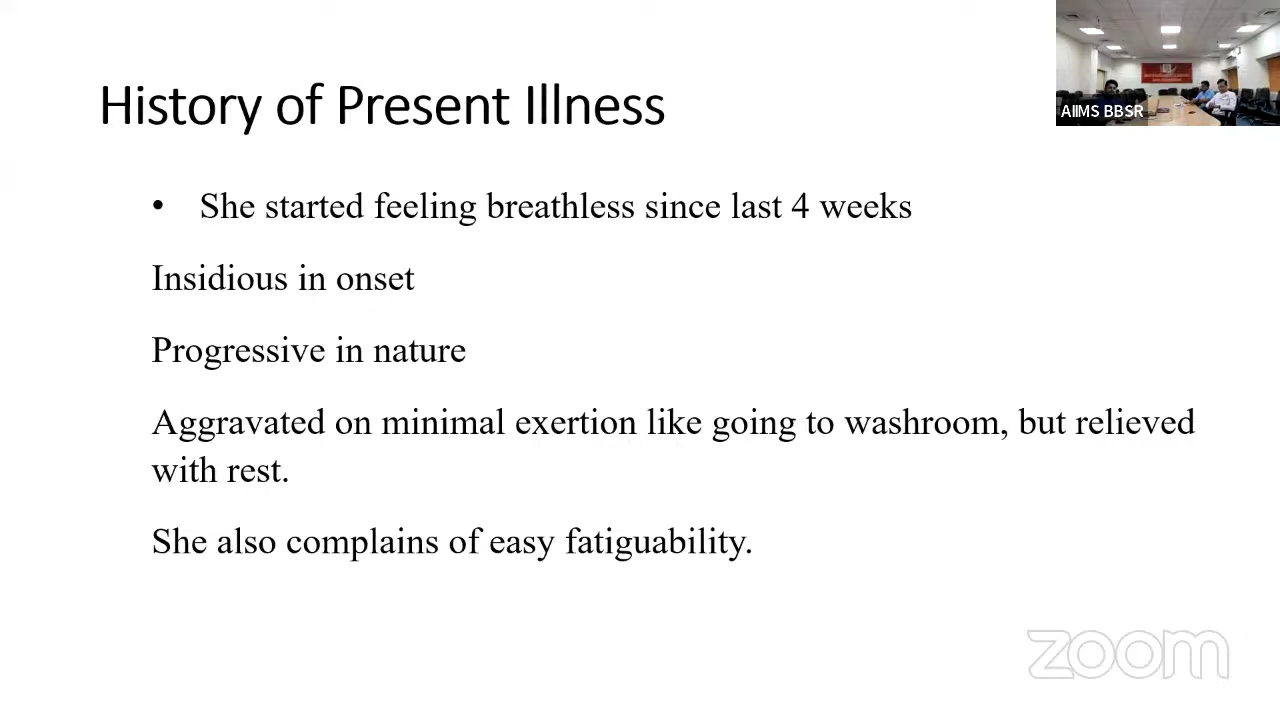 History of Present Illness
AIIMS BBSR
• She started feeling breathless since last 4 weeks
Insidious in onset
Progressive in nature
Aggravated on minimal exertion like going to washroom, but relieved
with rest.
She also complains of easy fatiguability.
zoom